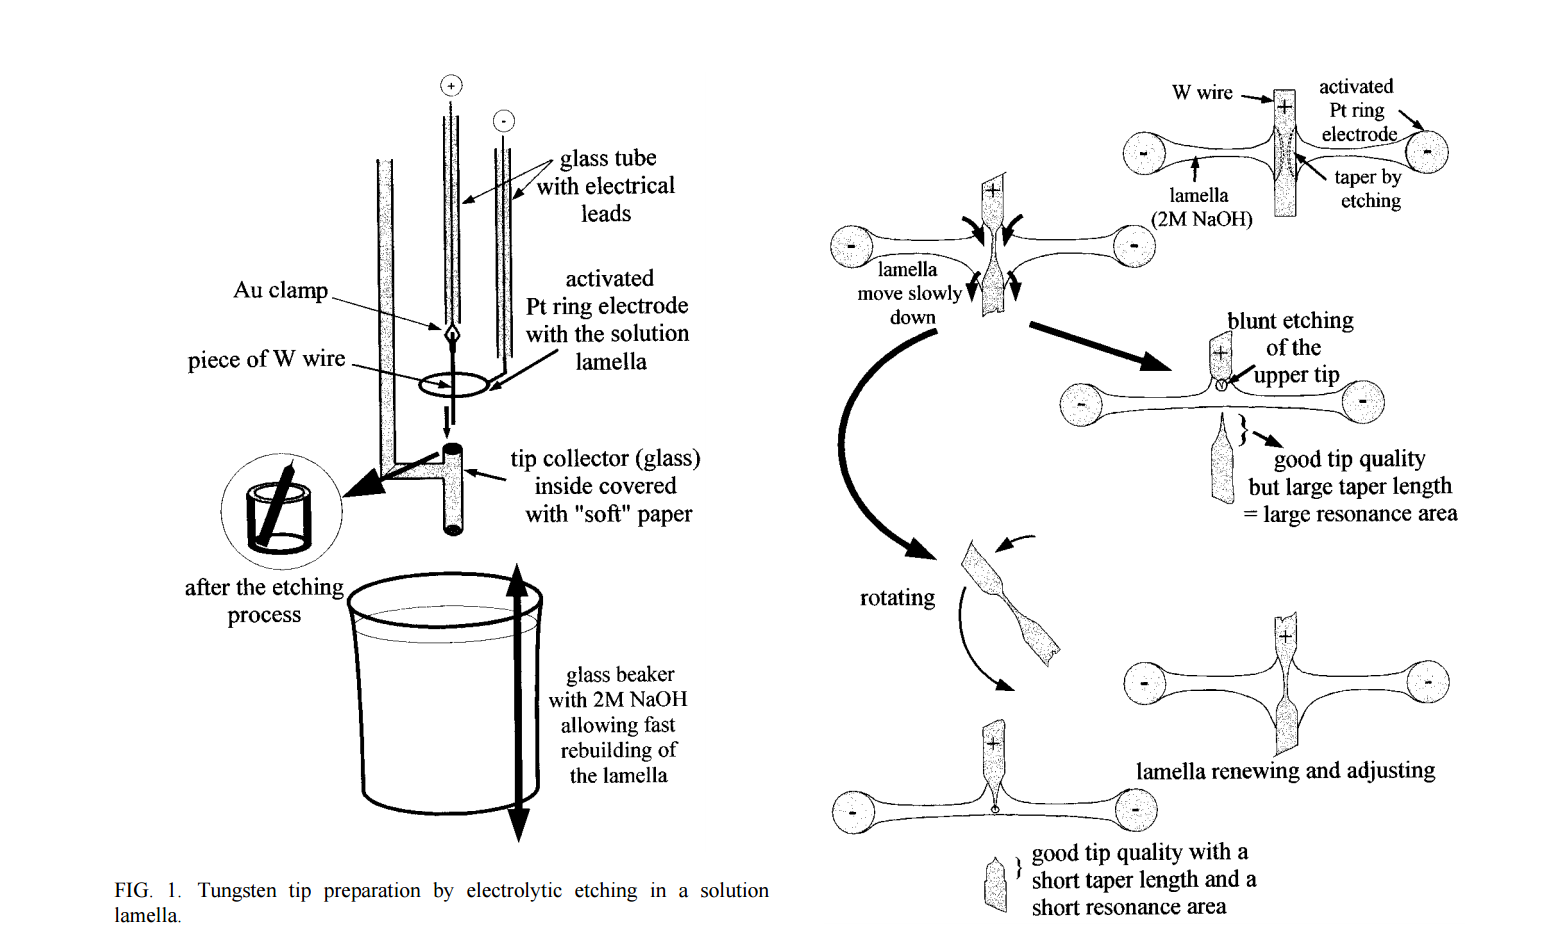 +
-
glass tube
with electrical
leads
Au clamp
activated
Pt ring electrode
with the solution
lamella
piece of W wire
tip collector (glass)
inside covered
with "soft" paper
after the etching
process
glass beaker
with 2M NaOH
allowing fast
rebuilding of
the lamella
FIG. 1. Tungsten tip preparation by electrolytic etching in a solution
lamella.
W wire
activated
Pt ring
electrode
+
-
-
taper by
etching
lamella
(2M NaOH)
+
-
-
lamella
move slowly
down
blunt etching
of the
upper tip
+
-
-
good tip quality
but large taper length
= large resonance area
rotating
+
-
-
lamella renewing and adjusting
+
-
-
good tip quality with a
short taper length and a
short resonance area